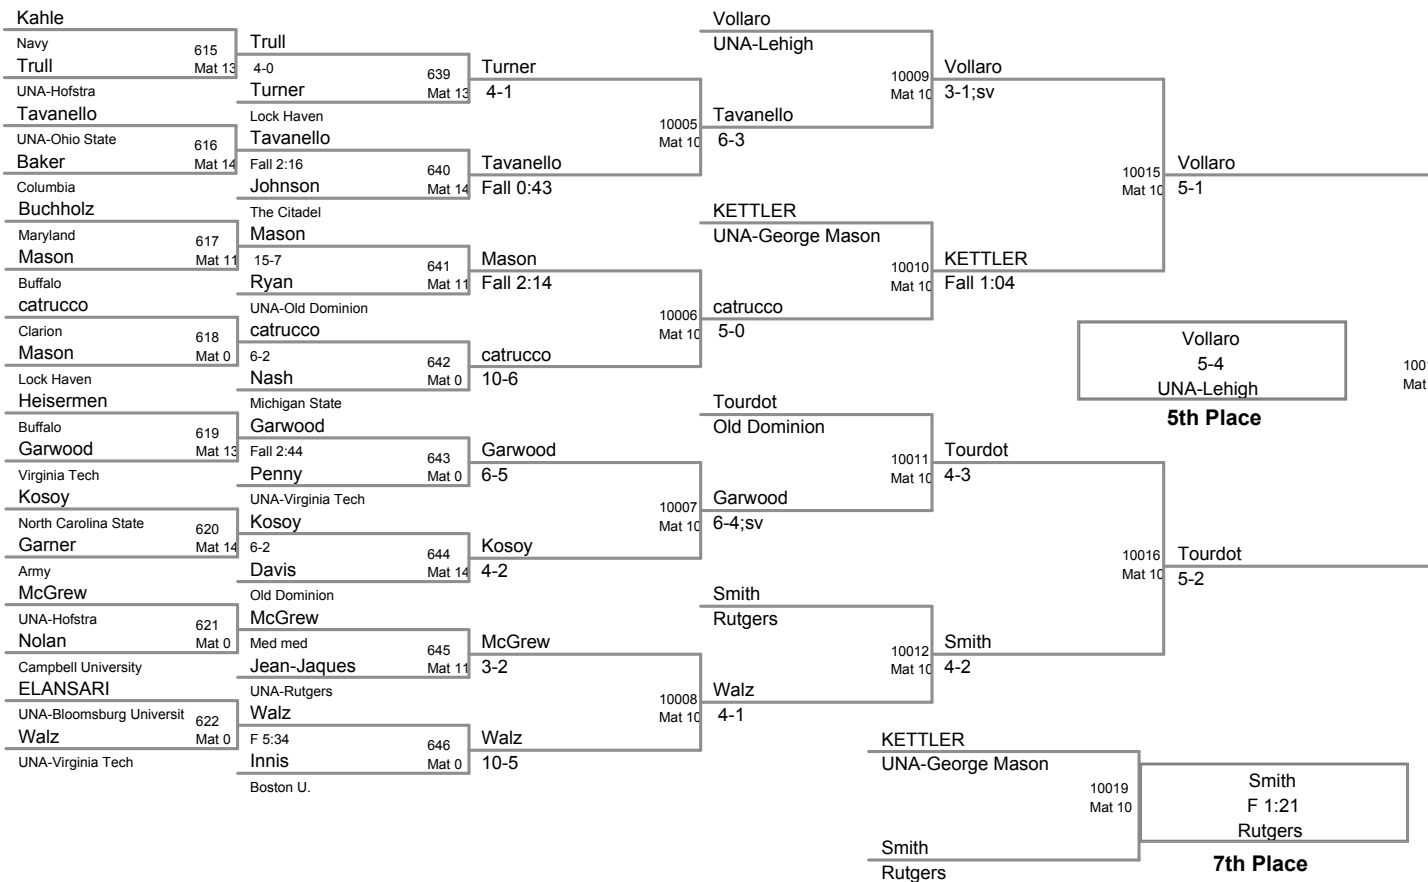 Kahle
Navy
615
Trull
Mat 13
UNA-Hofstra
Tavanello
UNA-Ohio State
616
Baker
Mat 14
Columbia
Buchholz
Maryland
617
Mason
Mat 11
Buffalo
catrucco
Clarion
618
Mason
Mat 0
Lock Haven
Heisermen
Buffalo
619
Garwood
Mat 13
Virginia Tech
Kosoy
North Carolina State
620
Garner
Mat 14
Army
McGrew
UNA-Hofstra
621
Nolan
Mat 0
Campbell University
ELANSARI
UNA-Bloomsburg Universit
622
Walz
Mat 0
UNA-Virginia Tech
Trull
4-0
639
Turner
Mat 13
Lock Haven
Tavanello
Fall 2:16
640
Johnson
Mat 14
The Citadel
Mason
15-7
641
Ryan
Mat 11
UNA-Old Dominion
catrucco
6-2
642
Nash
Mat 0
Michigan State
Garwood
Fall 2:44
643
Penny
Mat 0
UNA-Virginia Tech
Kosoy
6-2
644
Davis
Mat 14
Old Dominion
McGrew
Med med
645
Jean-Jaques
Mat 11
UNA-Rutgers
Walz
F 5:34
646
Innis
Mat 0
Boston U.
Turner
4-1
10005
Mat 10
Tavanello
Fall 0:43
Mason
Fall 2:14
10006
Mat 10
catrucco
10-6
Garwood
6-5
10007
Mat 10
Kosoy
4-2
McGrew
3-2
10008
Mat 10
Walz
10-5
Vollaro
UNA-Lehigh
10009
Mat 10
Tavanello
6-3
KETTLER
UNA-George Mason
10010
Mat 10
catrucco
5-0
Tourdot
Old Dominion
10011
Mat 10
Garwood
6-4;sv
Smith
Rutgers
10012
Mat 10
Walz
4-1
Vollaro
3-1;sv
10015
Mat 10
KETTLER
Fall 1:04
Tourdot
4-3
10016
Mat 10
Smith
4-2
Vollaro
5-1
Vollaro
5-4
UNA-Lehigh
5th Place
Mat
Tourdot
5-2
KETTLER
UNA-George Mason
10019
Mat 10
Smith
Rutgers
Smith
F 1:21
Rutgers
7th Place